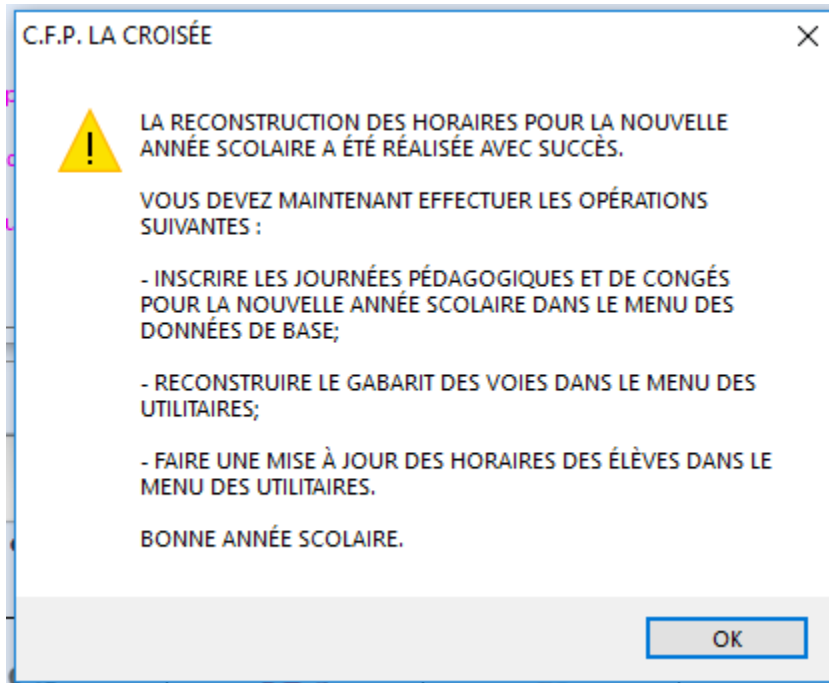 C.F.P. LA CROISÉE
LA RECONSTRUCTION DES HORAIRES POUR LA NOUVELLE
ANNÉE SCOLAIRE A ÉTÉ RÉALISÉE AVEC SUCCÈS.
VOUS DEVEZ MAINTENANT EFFECTUER LES OPÉRATIONS
SUIVANTES :
- INSCRIRE LES JOURNÉES PÉDAGOGIQUES ET DE CONGÉS
POUR LA NOUVELLE ANNÉE SCOLAIRE DANS LE MENU DES
DONNÉES DE BASE;
- RECONSTRUIRE LE GABARIT DES VOIES DANS LE MENU DES
UTILITAIRES;
- FAIRE UNE MISE À JOUR DES HORAIRES DES ÉLÈVES DANS LE
MENU DES UTILITAIRES.
BONNE ANNÉE SCOLAIRE.
OK